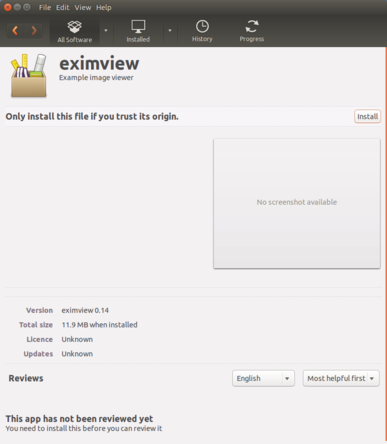 File Edit View Help
All Software Installed History Progress
eximview
Example image viewer
Only install this file if you trust its origin. Install
No screenshot available
Version eximview 0.14
Total size 11.9 MB when installed
Licence Unknown
Updates Unknown
Reviews English Most helpful first
This app has not been reviewed yet
You need to install this before you can review it